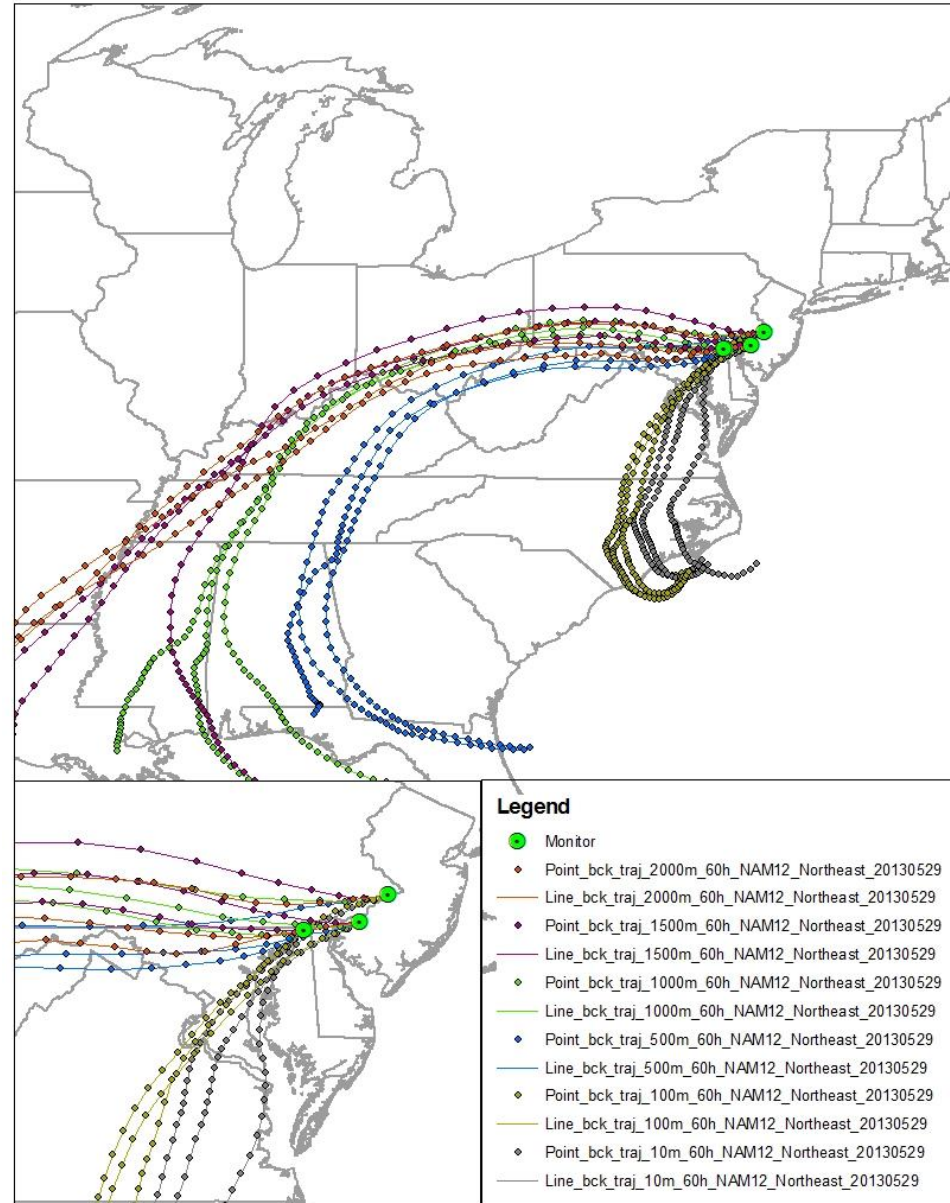 Legend
Monitor
Point_bck_traj_2000m_60h_NAM12_Northeast_20130529
Line_bck_traj_2000m_60h_NAM12_Northeast_20130529
Point_bck_traj_1500m_60h_NAM12_Northeast_20130529
Line_bck_traj_1500m_60h_NAM12_Northeast_20130529
Point_bck_traj_1000m_60h_NAM12_Northeast_20130529
Line_bck_traj_1000m_60h_NAM12_Northeast_20130529
Point_bck_traj_500m_60h_NAM12_Northeast_20130529
Line_bck_traj_500m_60h_NAM12_Northeast_20130529
Point_bck_traj_100m_60h_NAM12_Northeast_20130529
Line_bck_traj_100m_60h_NAM12_Northeast_20130529
Point_bck_traj_10m_60h_NAM12_Northeast_20130529
Line_bck_traj_10m_60h_NAM12_Northeast_20130529